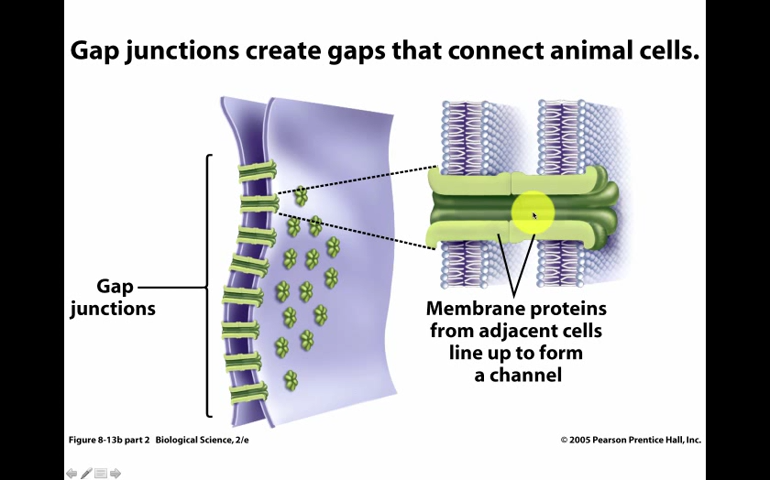 Gap junctions create gaps that connect animal cells.
Gap
junctions
Membrane proteins
from adjacent cells
line up to form
a channel
Figure 8-13b part 2 Biological Science, 2/e
© 2005 Pearson Prentice Hall, Inc.